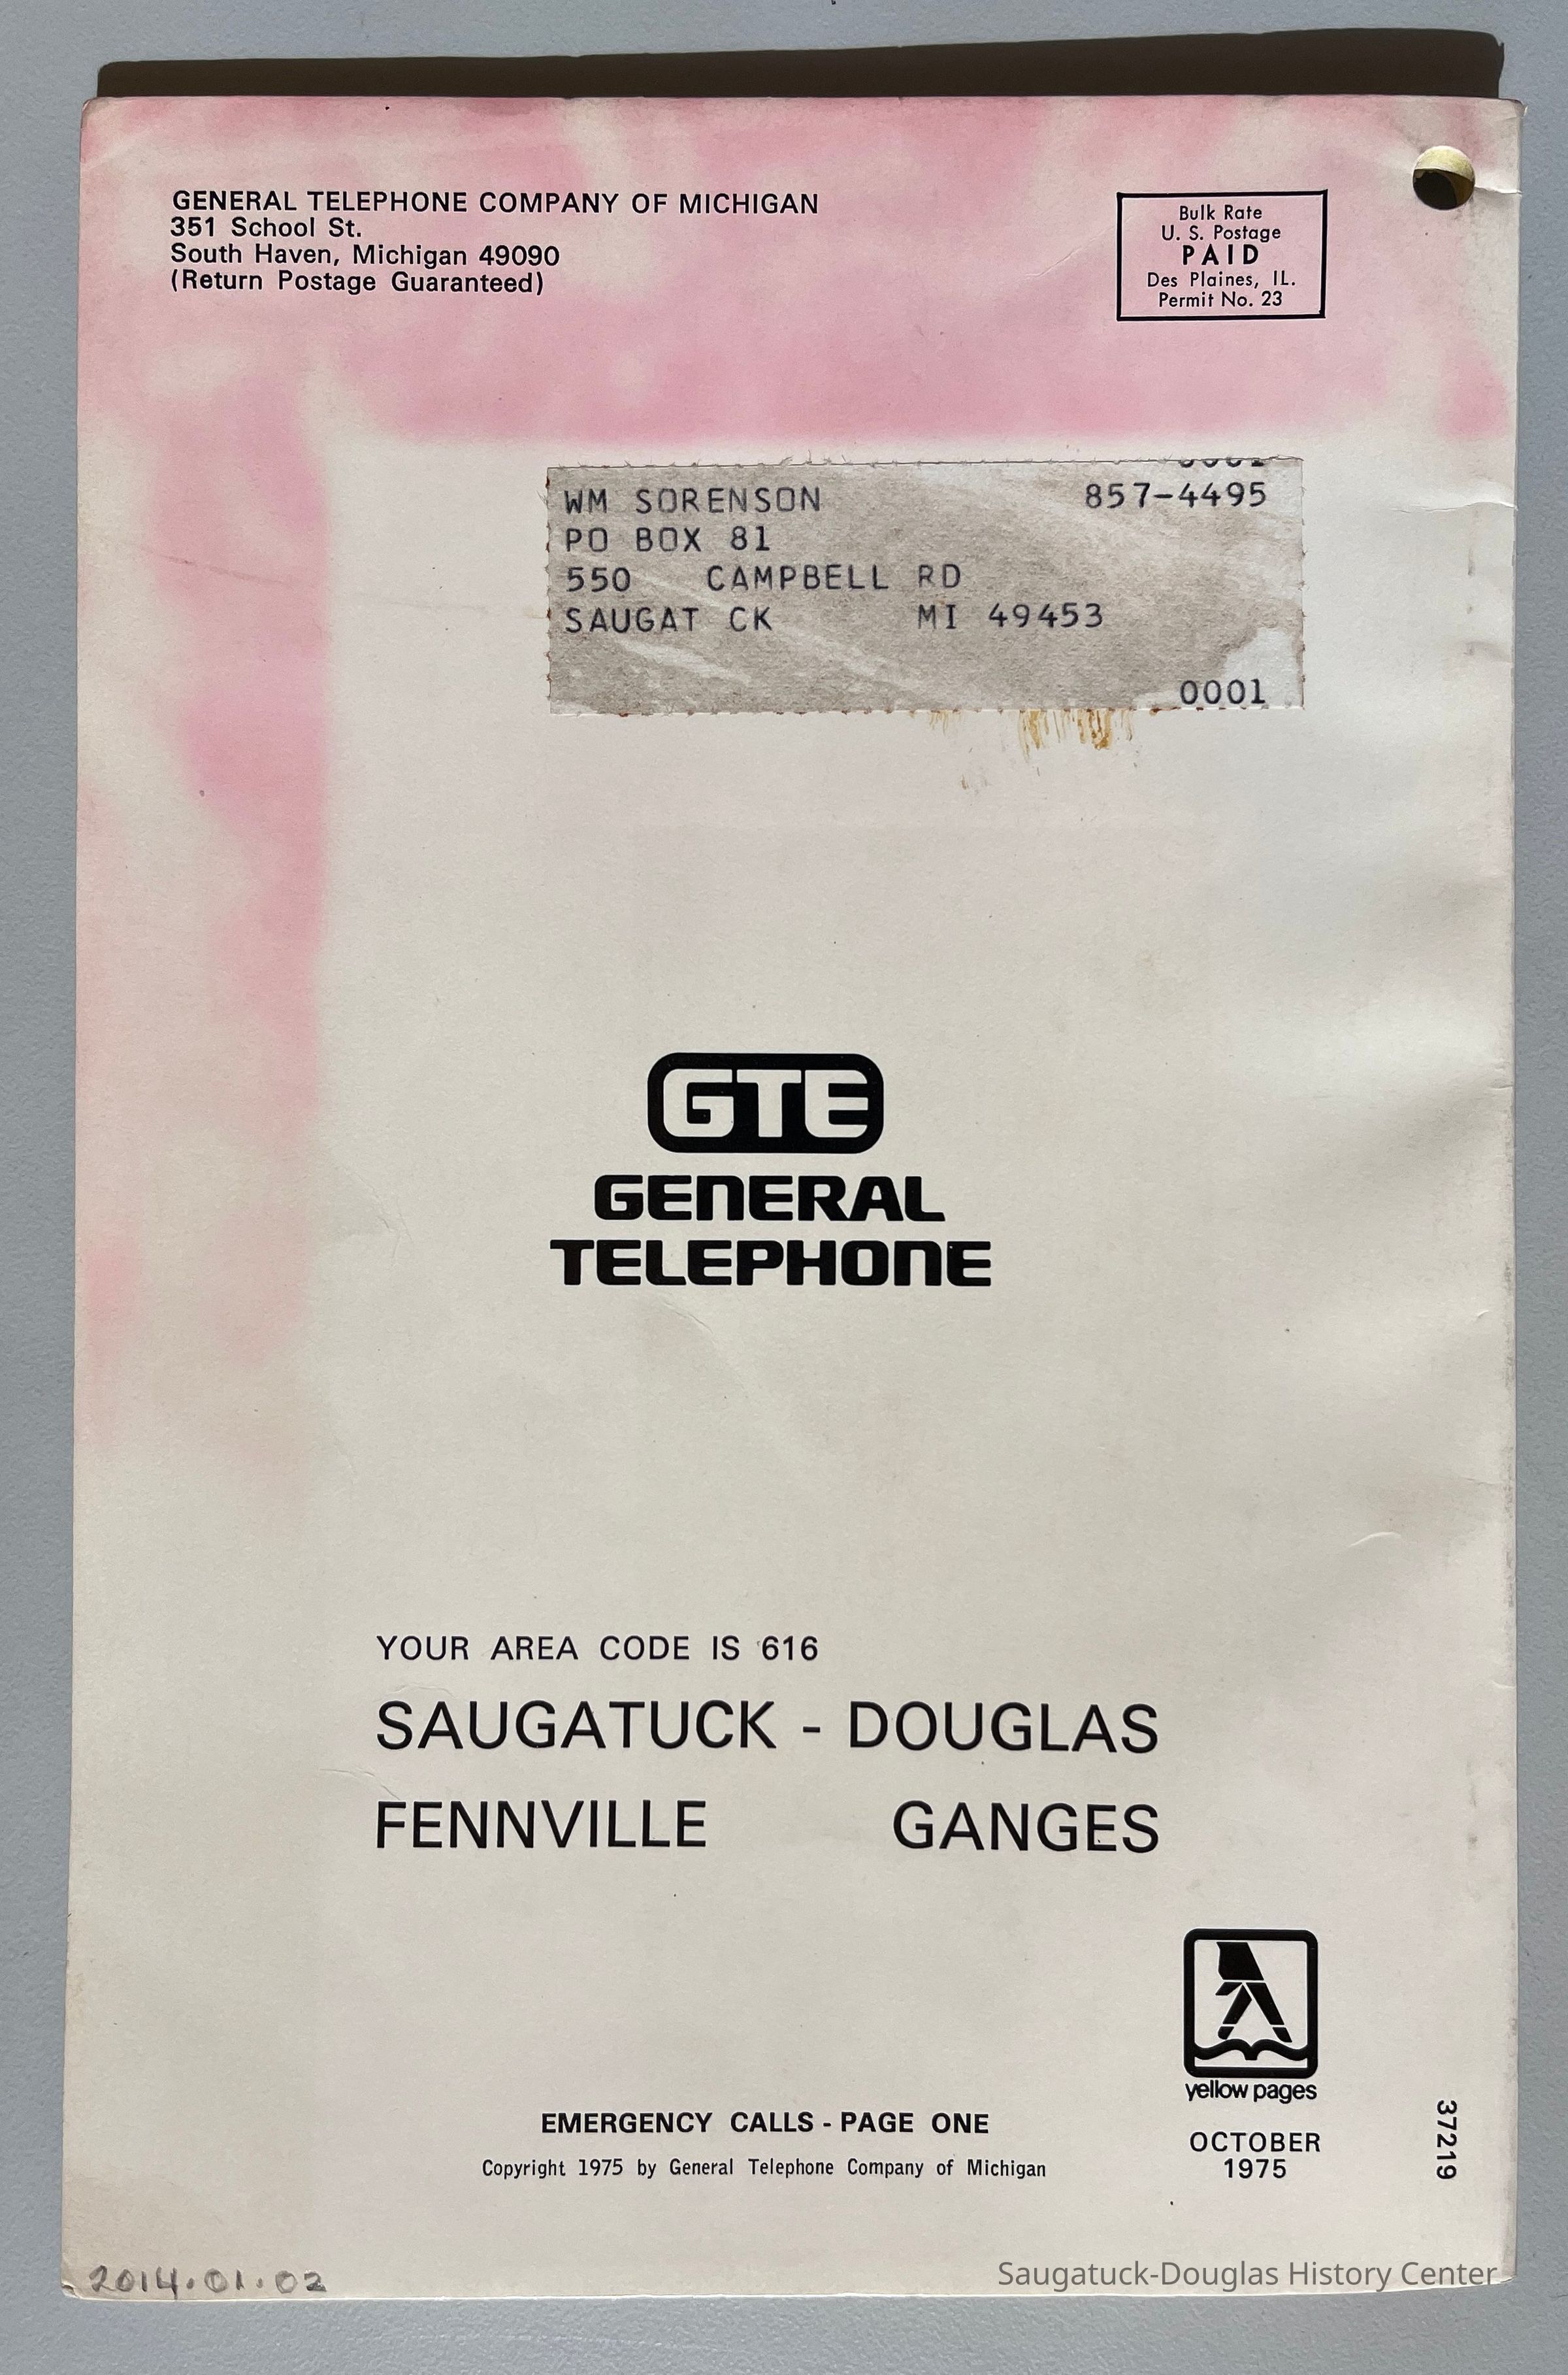 GENERAL TELEPHONE COMPANY OF MICHIGAN
351 School St.
South Haven, Michigan 49090
(Return Postage Guaranteed)
Bulk Rate
U. S. Postage
PAID
Des Plaines, IL.
Permit No. 23
WM SORENSON 857-4495
PO BOX 81
550 CAMPBELL RD
SAUGAT CK MI 49453
0001
GTE
GENERAL
TELEPHONE
YOUR AREA CODE IS 616
SAUGATUCK - DOUGLAS
FENNVILLE GANGES
yellow pages
OCTOBER
1975
EMERGENCY CALLS - PAGE ONE
Copyright 1975 by General Telephone Company of Michigan
37219
2014.01.02
Saugatuck-Douglas History Center